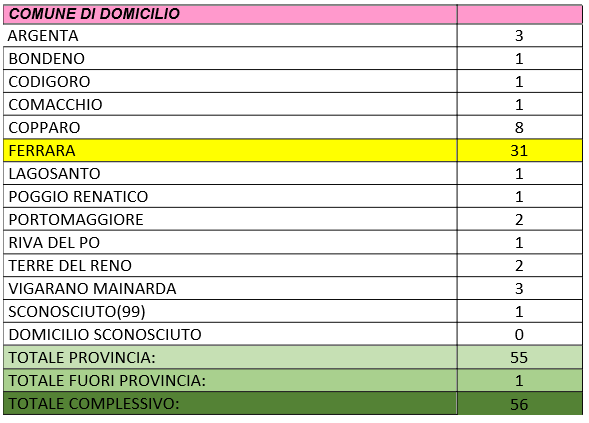 COMUNE DI DOMICILIO
ARGENTA 3
BONDENO 1
CODIGORO 1
COMACCHIO 1
COPPARO 8
FERRARA 31
LAGOSANTO 1
POGGIO RENATICO 1
PORTOMAGGIORE 2
RIVA DEL PO 1
TERRE DEL RENO 2
VIGARANO MAINARDA 3
SCONOSCIUTO(99) 1
DOMICILIO SCONOSCIUTO 0
TOTALE PROVINCIA: 55
TOTALE FUORI PROVINCIA: 1
TOTALE COMPLESSIVO: 56